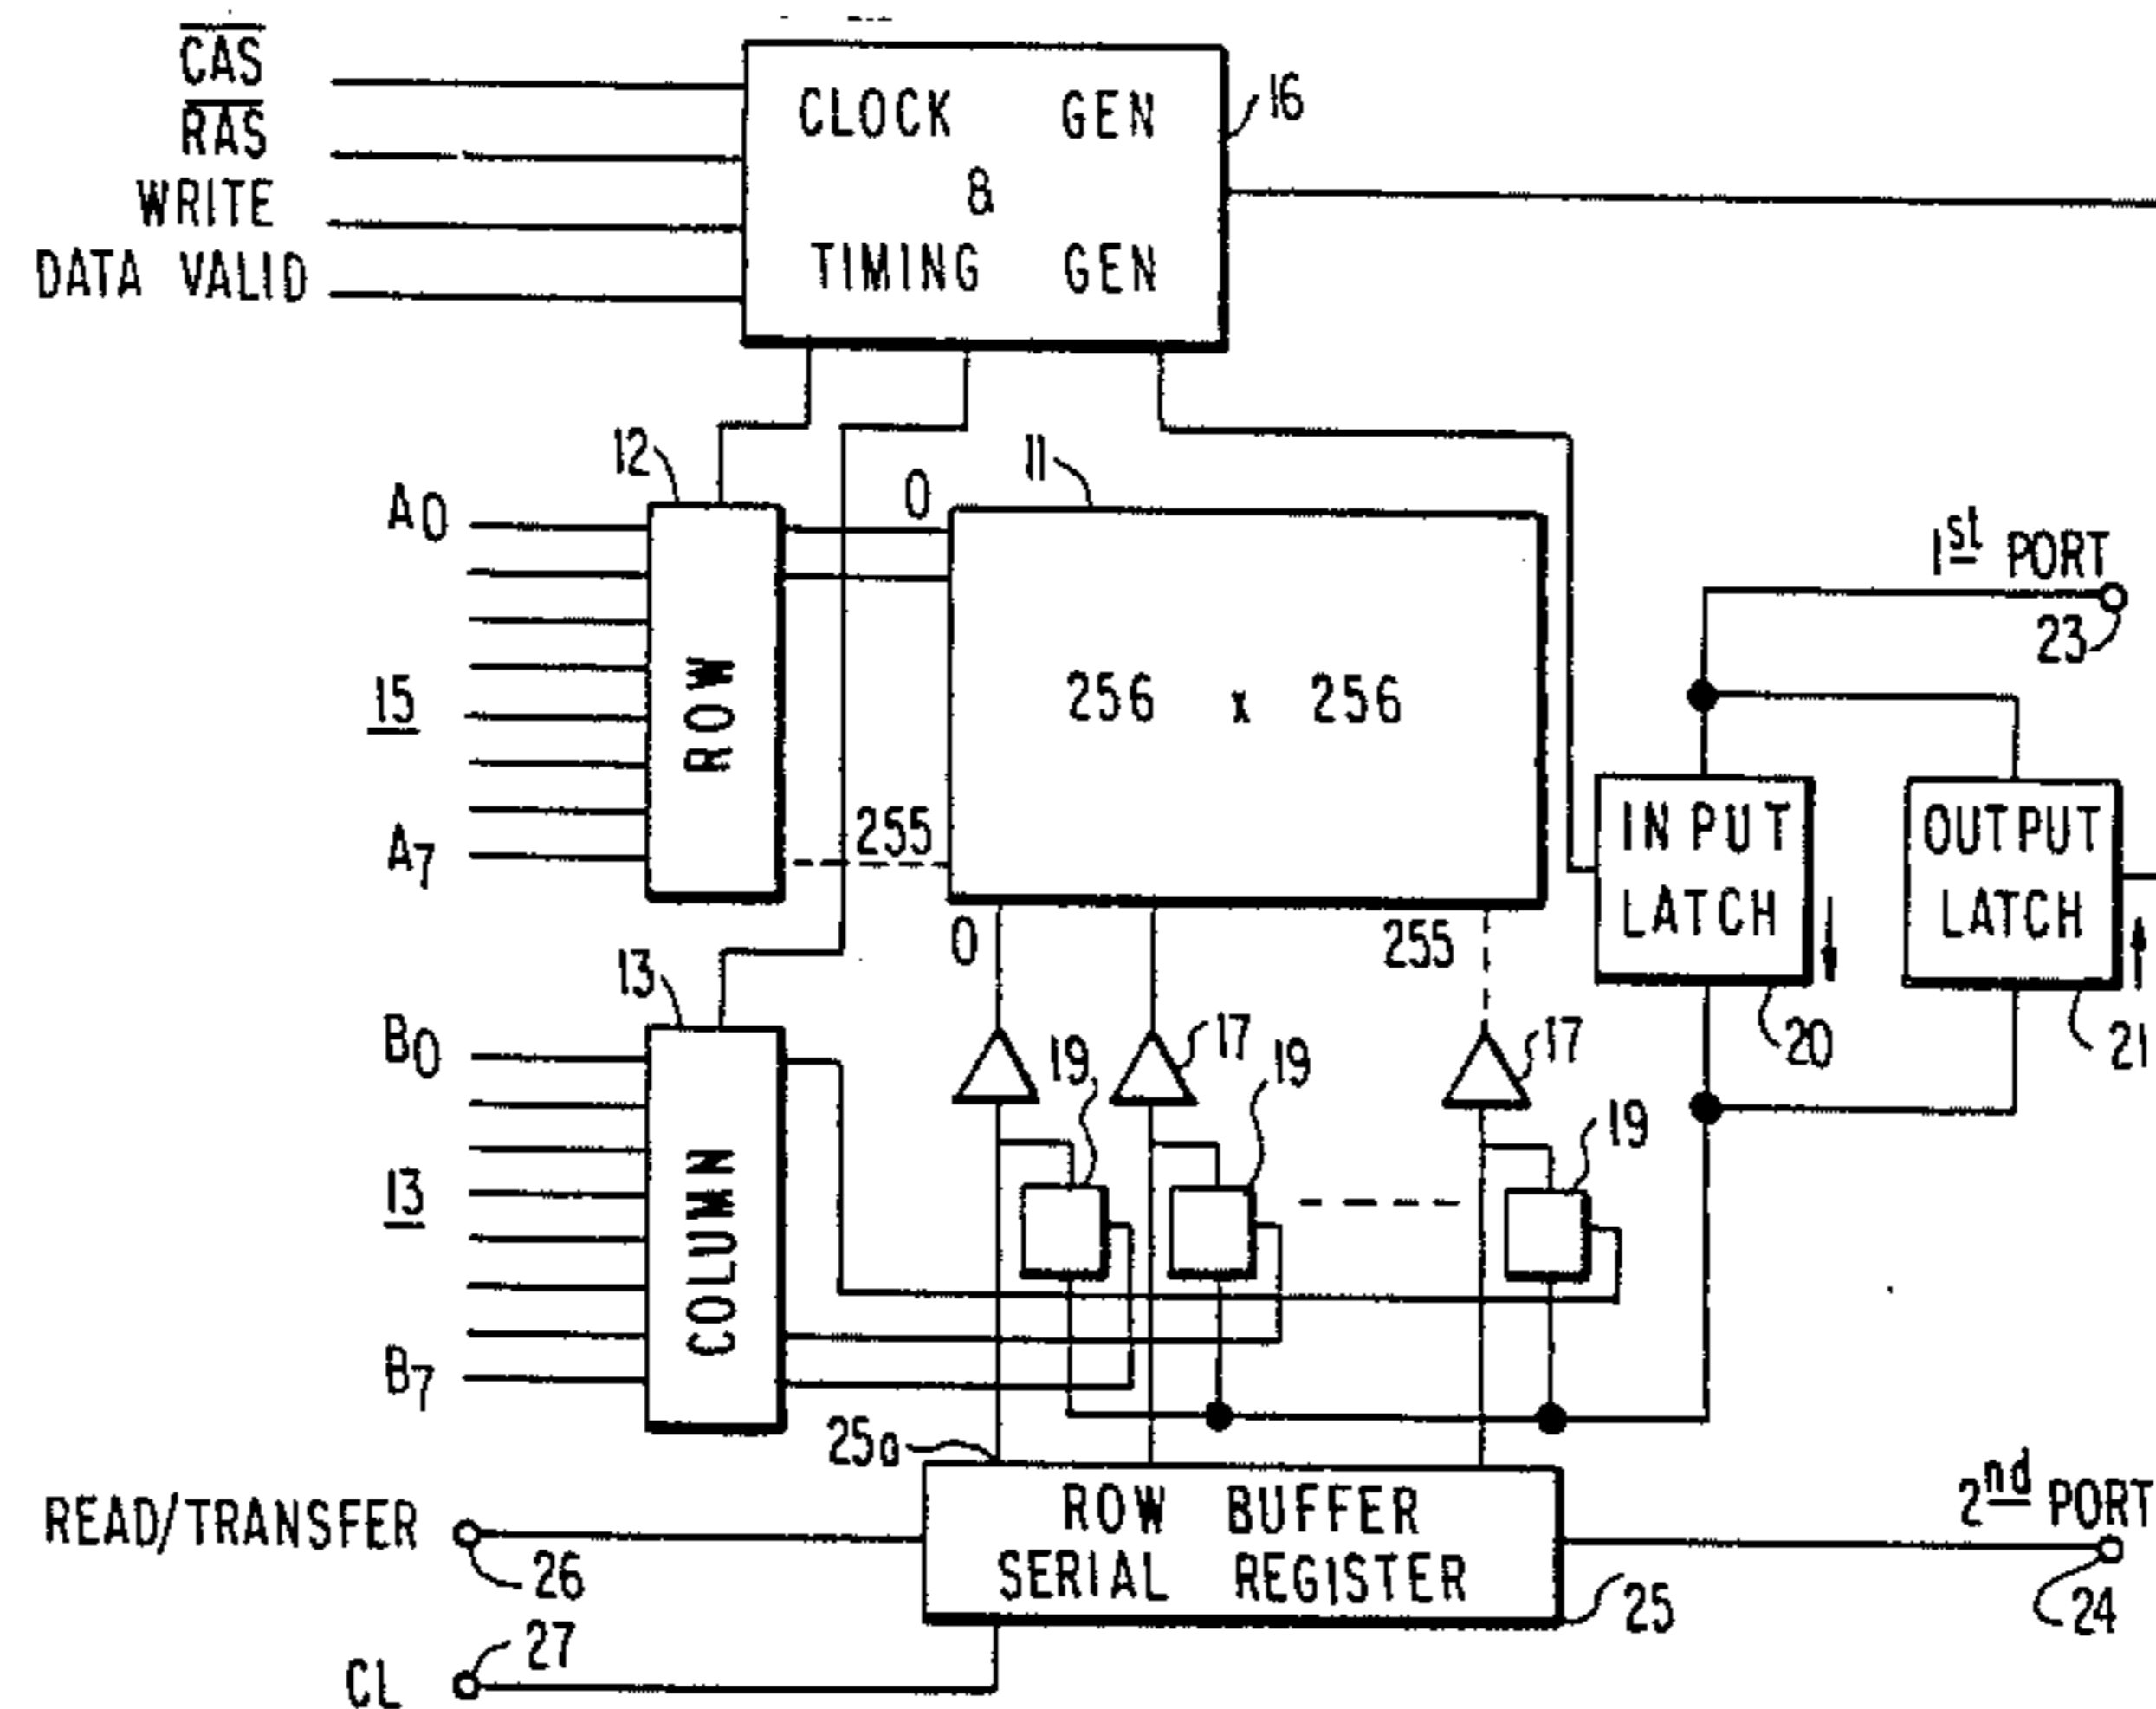 CAS
RAS
WRITE
DATA VALID
CLOCK GEN
&
TIMING GEN
16
12
11
0
A0
15
A7
ROW
255
256 x 256
1st PORT
23
INPUT
LATCH
OUTPUT
LATCH
20
21
0
255
13
B0
13
B7
COLUMN
17
17
19
19
19
25a
READ/TRANSFER
26
ROW BUFFER
SERIAL REGISTER
25
2nd PORT
24
CL
27